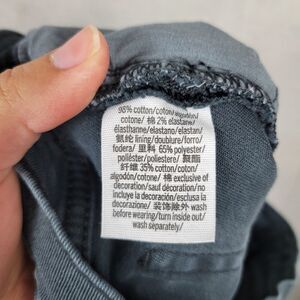 98% cotton/coton/algodón/
cotone/ 棉 2% elastane/
élasthanne/elastano/elastan/
氨纶 lining/doublure/forro/
fodera/ 里料 65% polyester/
poliéster/poliestere/ 聚酯
纤维 35% cotton/coton/
algodón/cotone/ 棉 exclusive of
decoration/sauf décoration/no
incluye la decoración/esclusa la
decorazione/ 装饰除外 wash
before wearing/turn inside out/
wash separately/